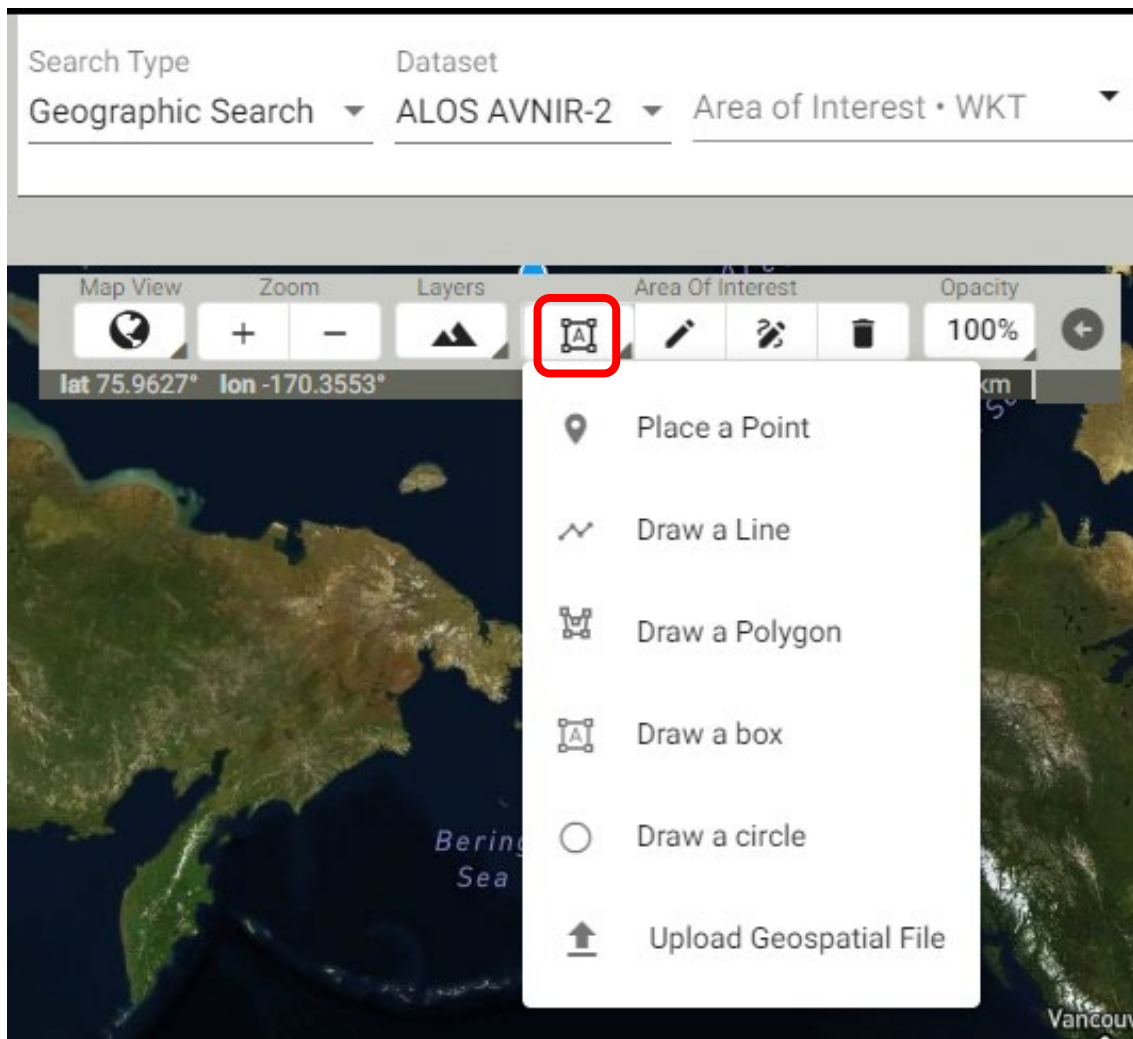 Search Type
Dataset
Geographic Search
ALOS AVNIR-2
Area of Interest • WKT
Map View
Zoom
Layers
Area Of Interest
Opacity
100%
lat 75.9627° lon -170.3553°
km
Place a Point
Draw a Line
Draw a Polygon
Draw a box
Draw a circle
Upload Geospatial File
Bering
Sea
Vancouv